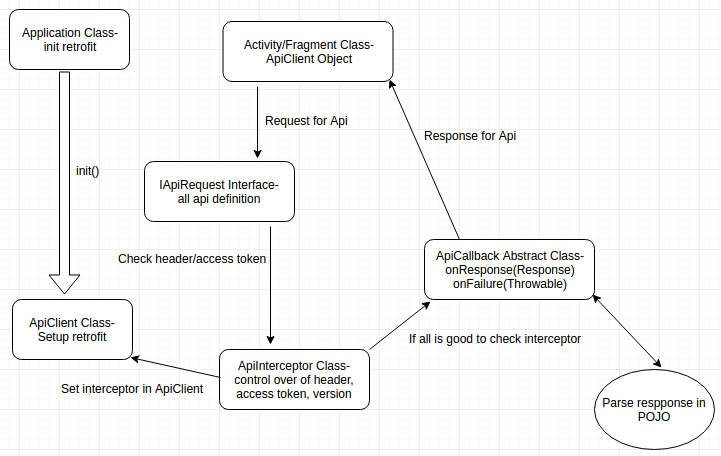 Application Class-
init retrofit
Activity/Fragment Class-
ApiClient Object
Request for Api
Response for Api
init()
IApiRequest Interface-
all api definition
Check header/access token
ApiCallback Abstract Class-
onResponse(Response)
onFailure(Throwable)
ApiClient Class-
Setup retrofit
If all is good to check interceptor
ApiInterceptor Class-
control over of header,
access token, version
Set interceptor in ApiClient
Parse respponse in
POJO